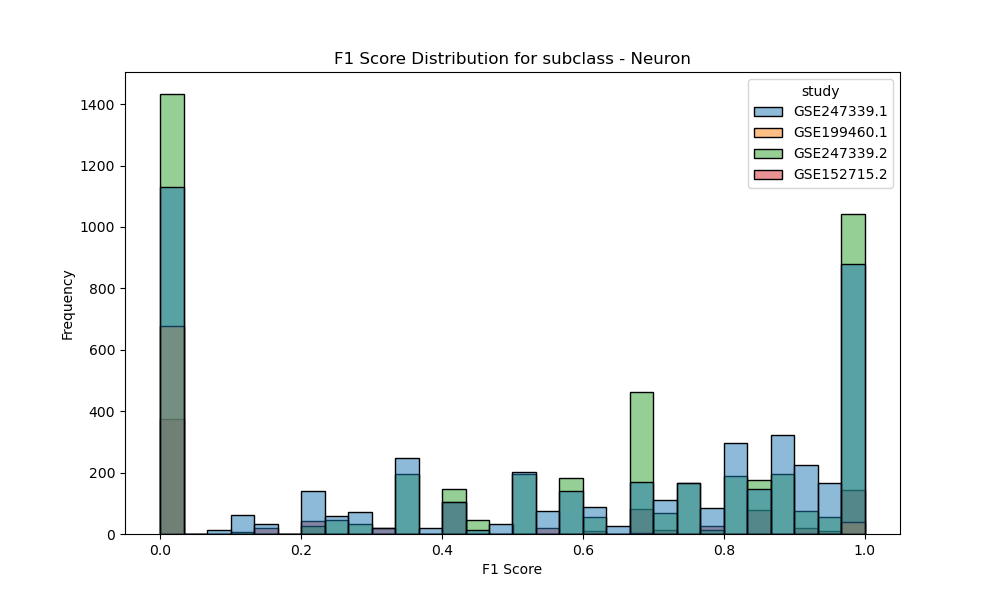 F1 Score Distribution for subclass - Neuron
study
GSE247339.1
GSE199460.1
GSE247339.2
GSE152715.2
Frequency
1400
1200
1000
800
600
400
200
0
0.0 0.2 0.4 0.6 0.8 1.0
F1 Score